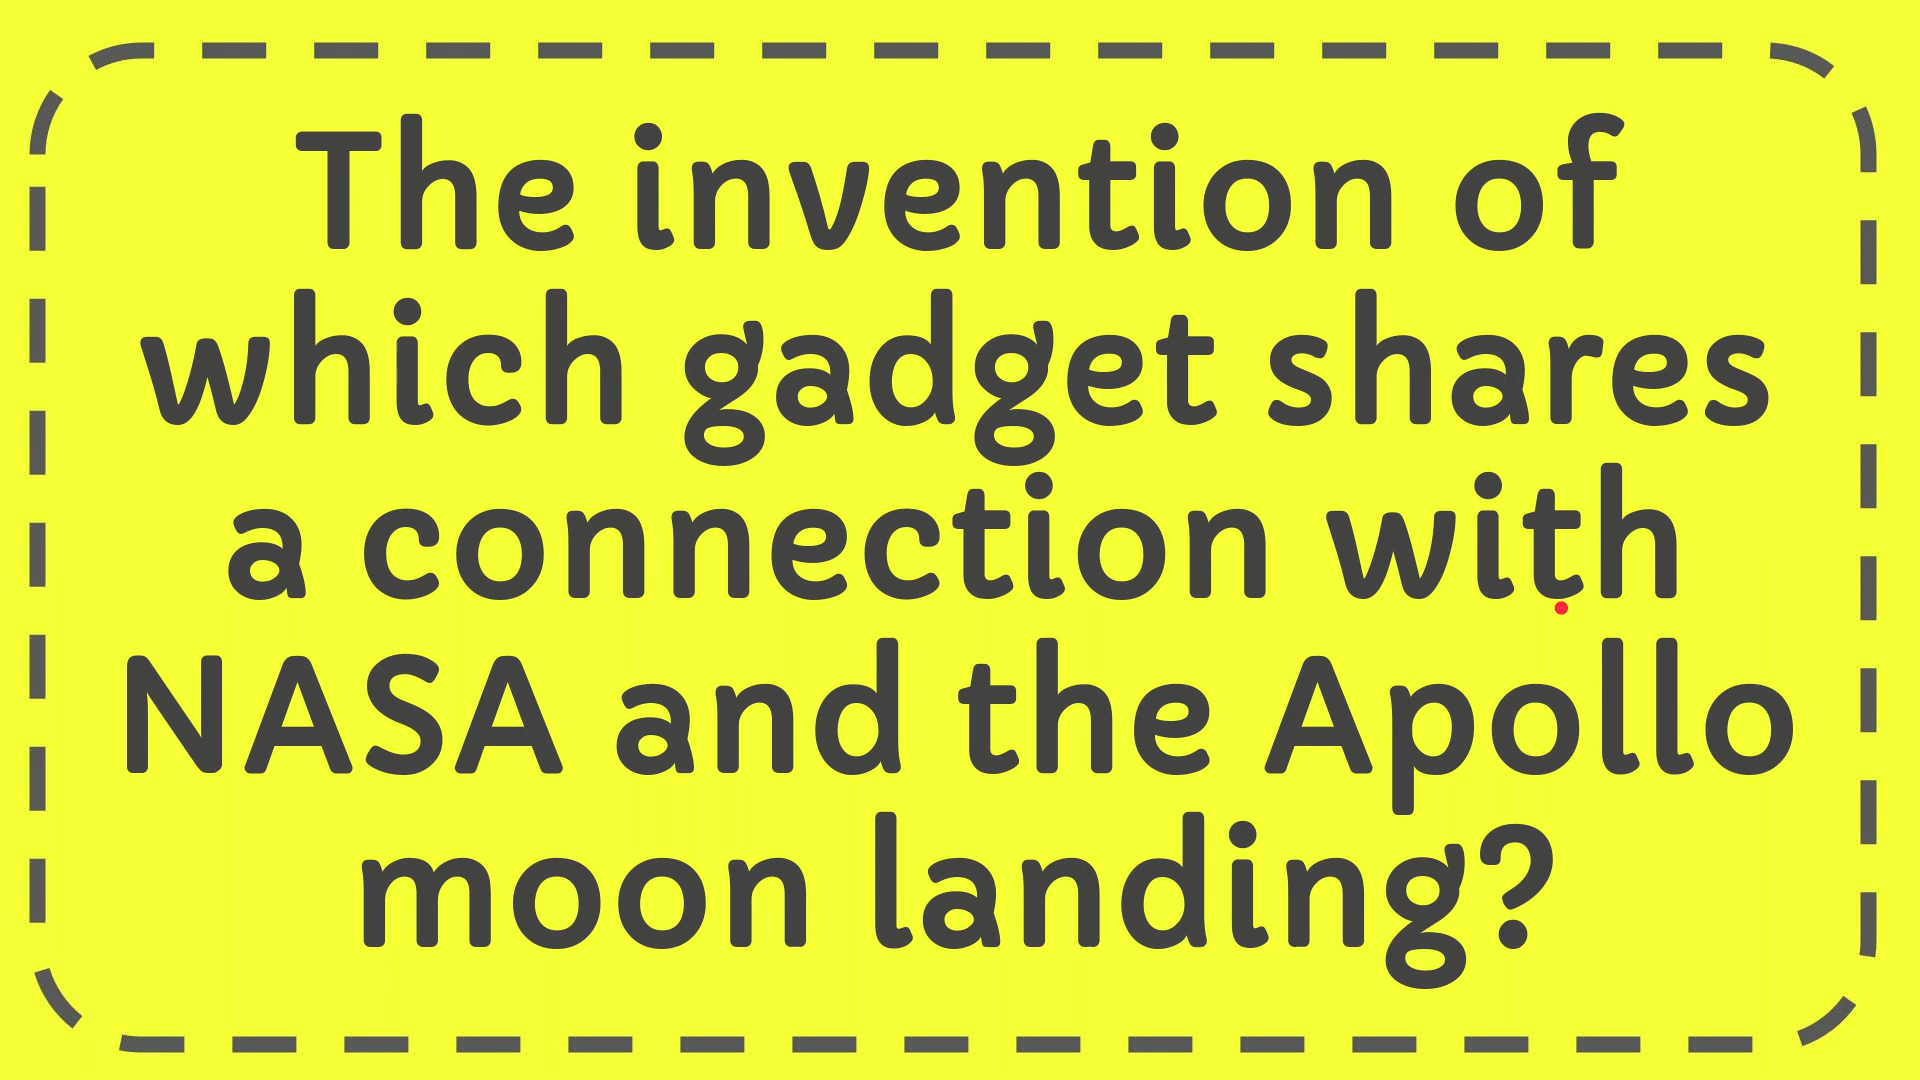 The invention of
which gadget shares
a connection with
NASA and the Apollo
moon landing?